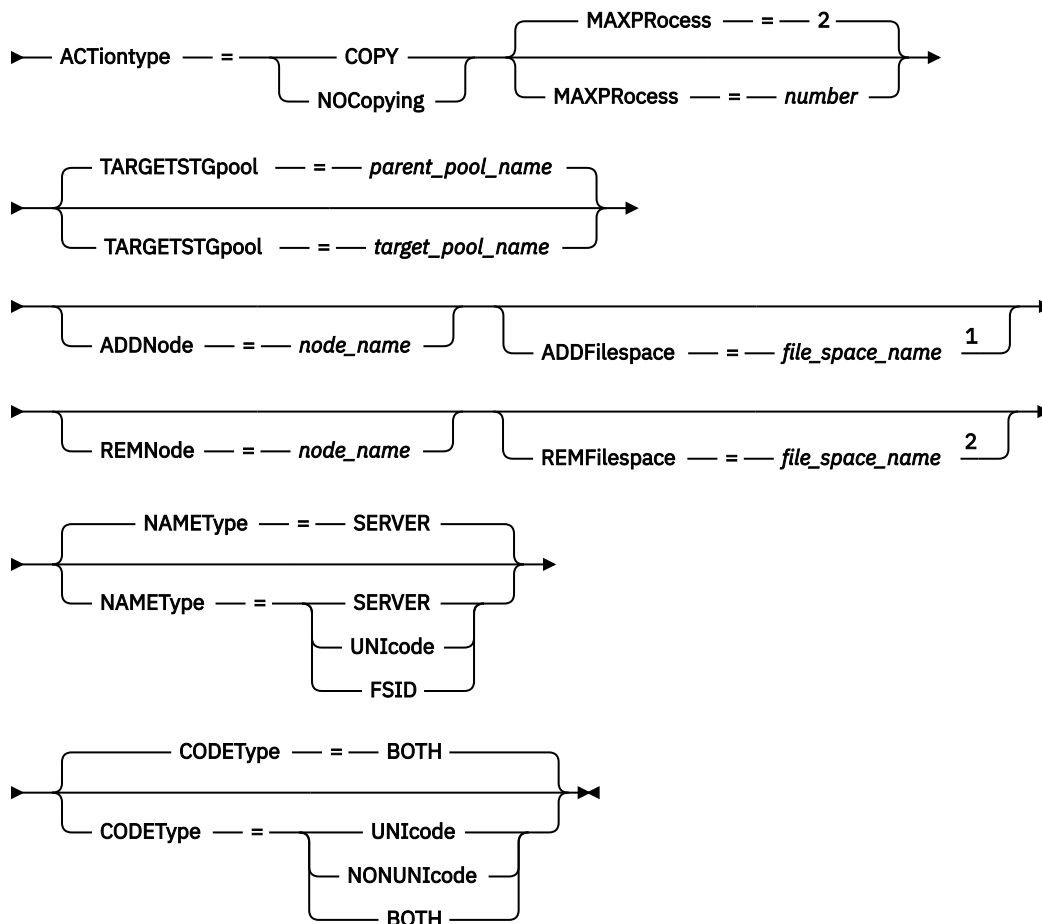 MAXPRocess = 2
ACTiontype = COPY
NOCopying
MAXPRocess = number
TARGETSTGpool = parent_pool_name
TARGETSTGpool = target_pool_name
ADDNode = node_name
ADDFilespace = file_space_name 1
REMNode = node_name
REMFilespace = file_space_name 2
NAMEType = SERVER
NAMEType = SERVER
UNIcode
FSID
CODEType = BOTH
CODEType = UNIcode
NONUNIcode
BOTH